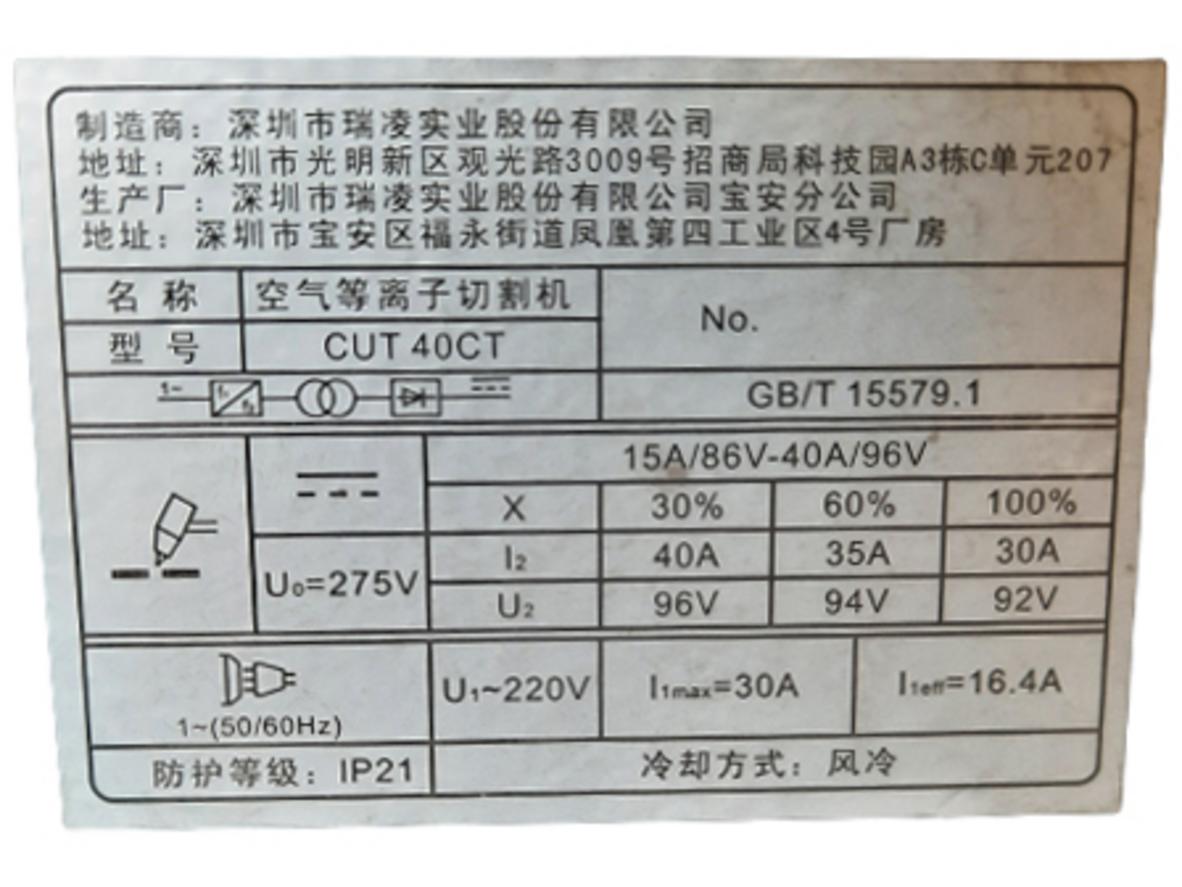 制造商：深圳市瑞凌实业股份有限公司
地址：深圳市光明新区观光路3009号招商局科技园A3栋C单元207
生产厂：深圳市瑞凌实业股份有限公司宝安分公司
地址：深圳市宝安区福永街道凤凰第四工业区4号厂房
名称 空气等离子切割机 No.
型号 CUT 40CT
1~ f₁ f₂ GB/T 15579.1
15A/86V-40A/96V
X 30% 60% 100%
U₀=275V I₂ 40A 35A 30A
U₂ 96V 94V 92V
1~(50/60Hz) U₁~220V I₁max=30A I₁eff=16.4A
防护等级：IP21 冷却方式：风冷